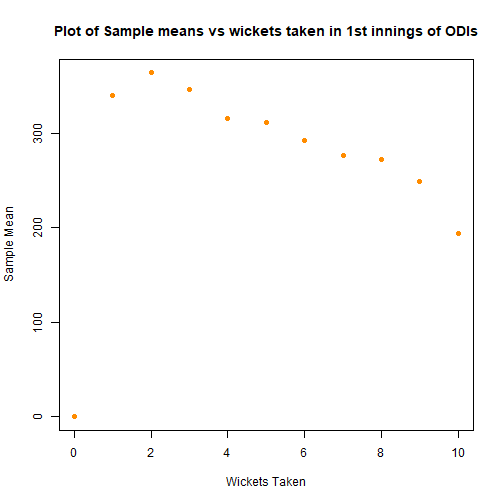 Plot of Sample means vs wickets taken in 1st innings of ODIs
Sample Mean
300
200
100
0
0 2 4 6 8 10
Wickets Taken